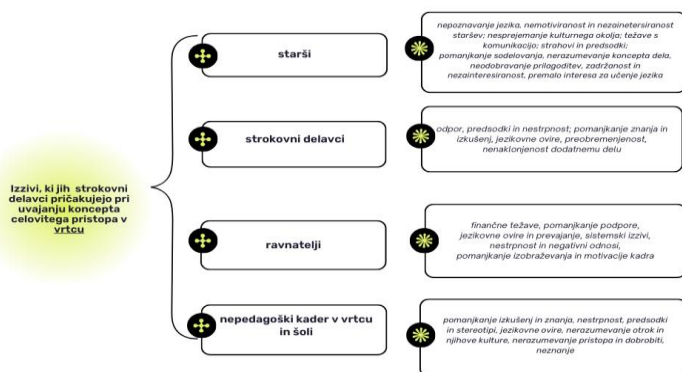 Izzivi, ki jih strokovni
delavci pričakujejo pri
uvajanju koncepta
celovitega pristopa v
vrtcu
starši
nepoznavanje jezika, nemotiviranost in nezainetersiranost
staršev; nesprejemanje kulturnega okolja; težave s
komunikacijo; strahovi in predsodki;
pomanjkanje sodelovanja, nerazumevanje koncepta dela,
neodobravanje prilagoditev, zadržanost in
nezainteresiranost, premalo interesa za učenje jezika
strokovni delavci
odpor, predsodki in nestrpnost; pomanjkanje znanja in
izkušenj, jezikovne ovire, preobremenjenost,
nenaklonjenost dodatnemu delu
ravnatelji
finančne težave, pomanjkanje podpore,
jezikovne ovire in prevajanje, sistemski izzivi,
nestrpnost in negativni odnosi,
pomanjkanje izobraževanja in motivacije kadra
nepedagoški kader v vrtcu
in šoli
pomanjkanje izkušenj in znanja, nestrpnost, predsodki
in stereotipi, jezikovne ovire, nerazumevanje otrok in
njihove kulture, nerazumevanje pristopa in dobrobiti,
neznanje